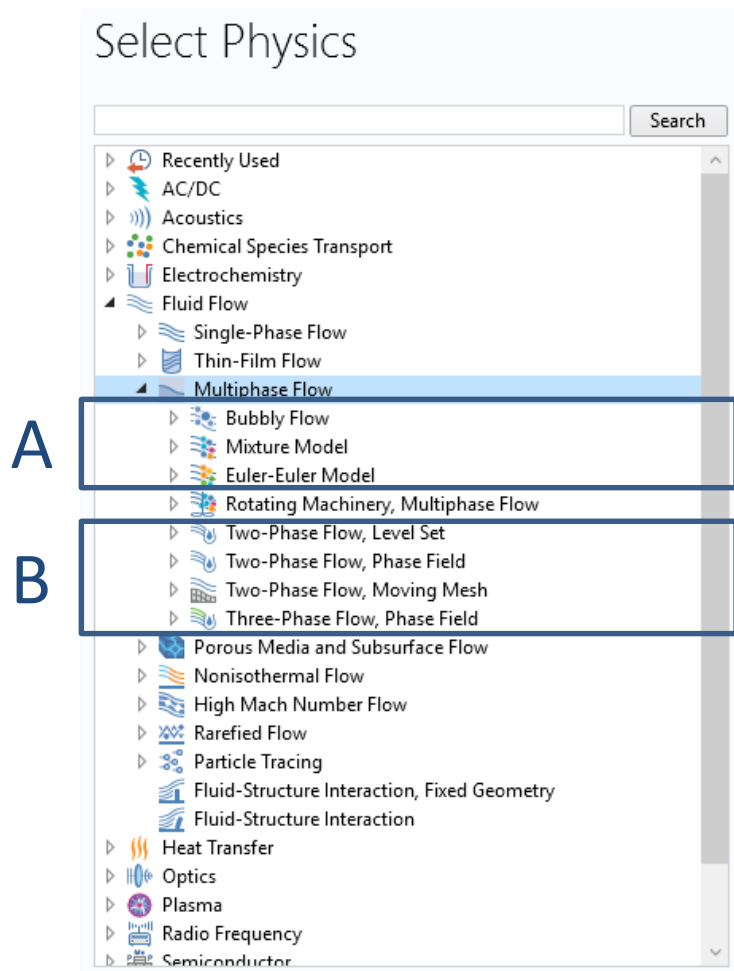 Select Physics
Search
Recently Used
AC/DC
Acoustics
Chemical Species Transport
Electrochemistry
Fluid Flow
Single-Phase Flow
Thin-Film Flow
Multiphase Flow
A
Bubbly Flow
Mixture Model
Euler-Euler Model
Rotating Machinery, Multiphase Flow
B
Two-Phase Flow, Level Set
Two-Phase Flow, Phase Field
Two-Phase Flow, Moving Mesh
Three-Phase Flow, Phase Field
Porous Media and Subsurface Flow
Nonisothermal Flow
High Mach Number Flow
Rarefied Flow
Particle Tracing
Fluid-Structure Interaction, Fixed Geometry
Fluid-Structure Interaction
Heat Transfer
Optics
Plasma
Radio Frequency
Semiconductor